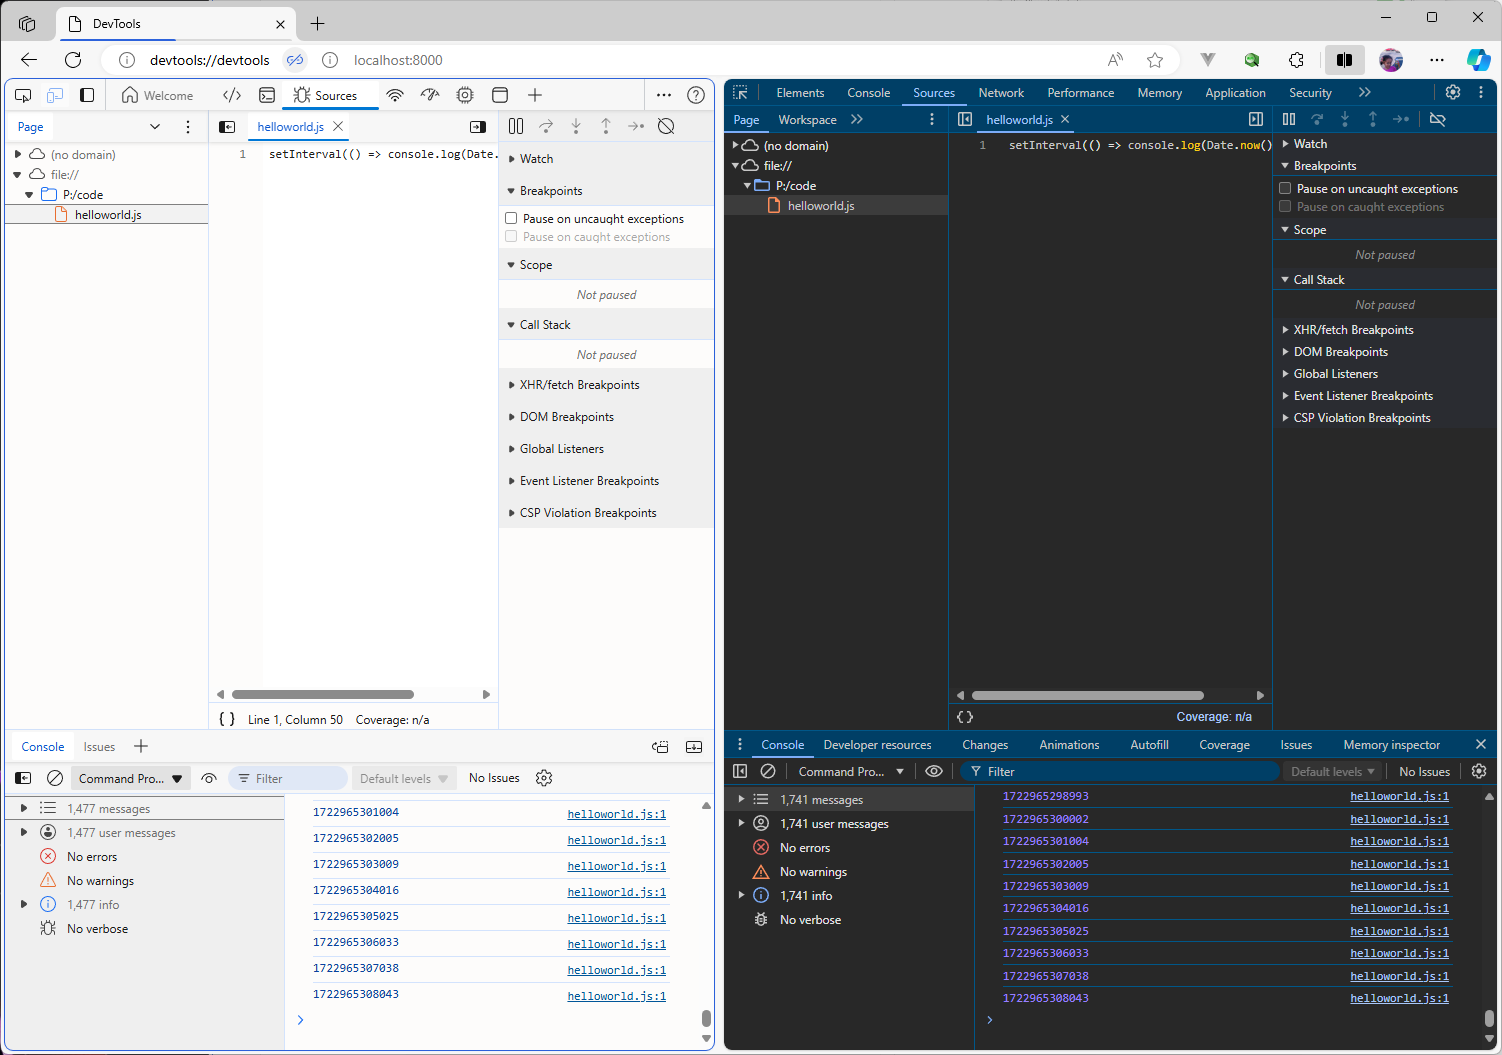 DevTools
devtools://devtools
localhost:8000
Welcome
Sources
Page
helloworld.js
(no domain)
file://
P:/code
helloworld.js
1
setInterval(() => console.log(Date.
Watch
Breakpoints
Pause on uncaught exceptions
Pause on caught exceptions
Scope
Not paused
Call Stack
Not paused
XHR/fetch Breakpoints
DOM Breakpoints
Global Listeners
Event Listener Breakpoints
CSP Violation Breakpoints
{ } Line 1, Column 50 Coverage: n/a
Console Issues
Command Pro... Filter Default levels No Issues
1,477 messages
1,477 user messages
No errors
No warnings
1,477 info
No verbose
1722965301004 helloworld.js:1
1722965302005 helloworld.js:1
1722965303009 helloworld.js:1
1722965304016 helloworld.js:1
1722965305025 helloworld.js:1
1722965306033 helloworld.js:1
1722965307038 helloworld.js:1
1722965308043 helloworld.js:1
Elements Console Sources Network Performance Memory Application Security
Page Workspace
helloworld.js
(no domain)
file://
P:/code
helloworld.js
1 setInterval(() => console.log(Date.now()
Watch
Breakpoints
Pause on uncaught exceptions
Pause on caught exceptions
Scope
Not paused
Call Stack
Not paused
XHR/fetch Breakpoints
DOM Breakpoints
Global Listeners
Event Listener Breakpoints
CSP Violation Breakpoints
{} Coverage: n/a
Console Developer resources Changes Animations Autofill Coverage Issues Memory inspector
Command Pro... Filter Default levels No Issues
1,741 messages
1,741 user messages
No errors
No warnings
1,741 info
No verbose
1722965298993 helloworld.js:1
1722965300002 helloworld.js:1
1722965301004 helloworld.js:1
1722965302005 helloworld.js:1
1722965303009 helloworld.js:1
1722965304016 helloworld.js:1
1722965305025 helloworld.js:1
1722965306033 helloworld.js:1
1722965307038 helloworld.js:1
1722965308043 helloworld.js:1